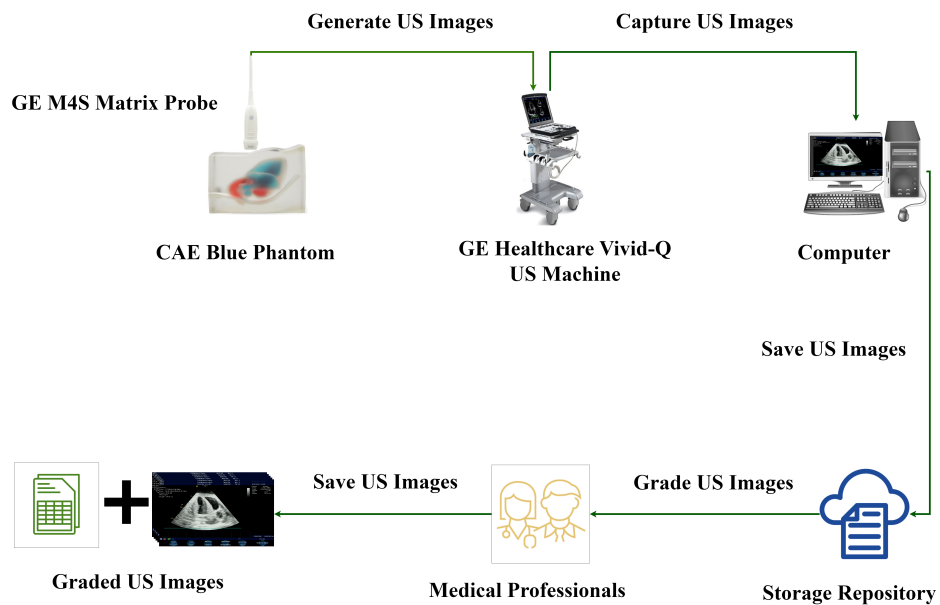 Generate US Images
Capture US Images
GE M4S Matrix Probe
CAE Blue Phantom
GE Healthcare Vivid-Q
US Machine
Computer
Save US Images
Save US Images
Grade US Images
Graded US Images
Medical Professionals
Storage Repository